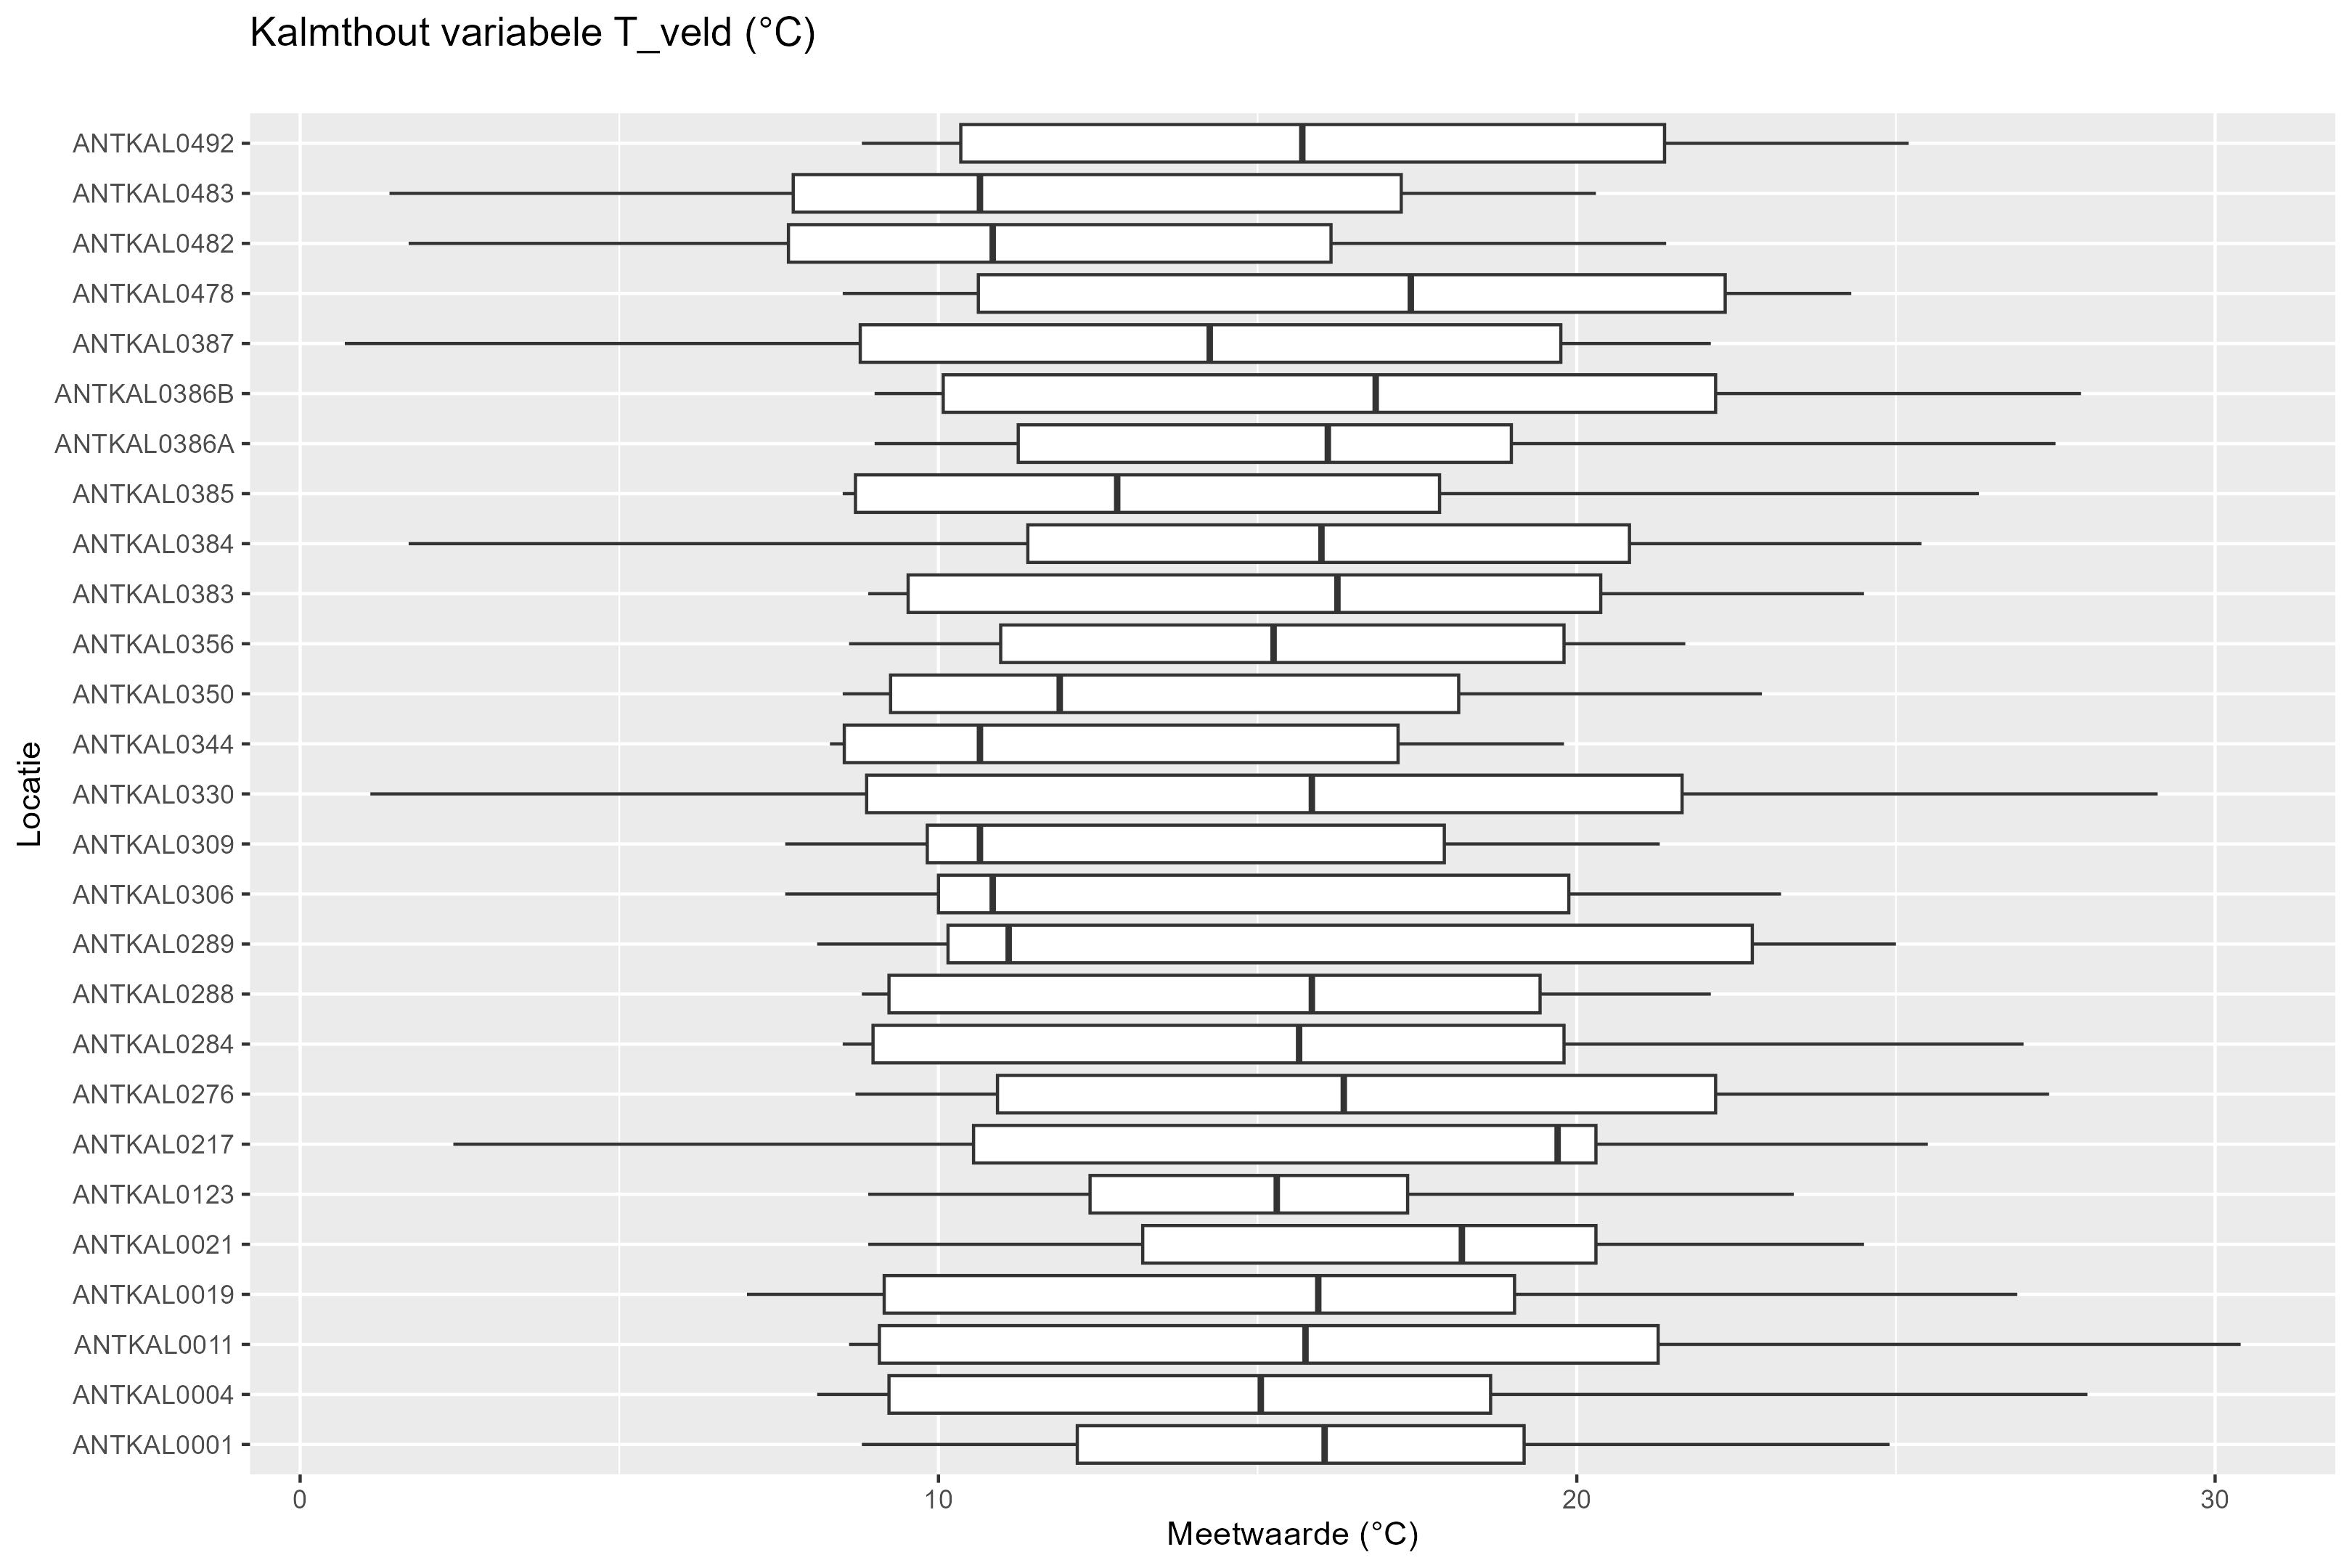 Kalmthout variabele T_veld (°C)
ANTKAL0492
ANTKAL0483
ANTKAL0482
ANTKAL0478
ANTKAL0387
ANTKAL0386B
ANTKAL0386A
ANTKAL0385
ANTKAL0384
ANTKAL0383
ANTKAL0356
ANTKAL0350
ANTKAL0344
ANTKAL0330
ANTKAL0309
ANTKAL0306
ANTKAL0289
ANTKAL0288
ANTKAL0284
ANTKAL0276
ANTKAL0217
ANTKAL0123
ANTKAL0021
ANTKAL0019
ANTKAL0011
ANTKAL0004
ANTKAL0001
Locatie
0 10 20 30
Meetwaarde (°C)